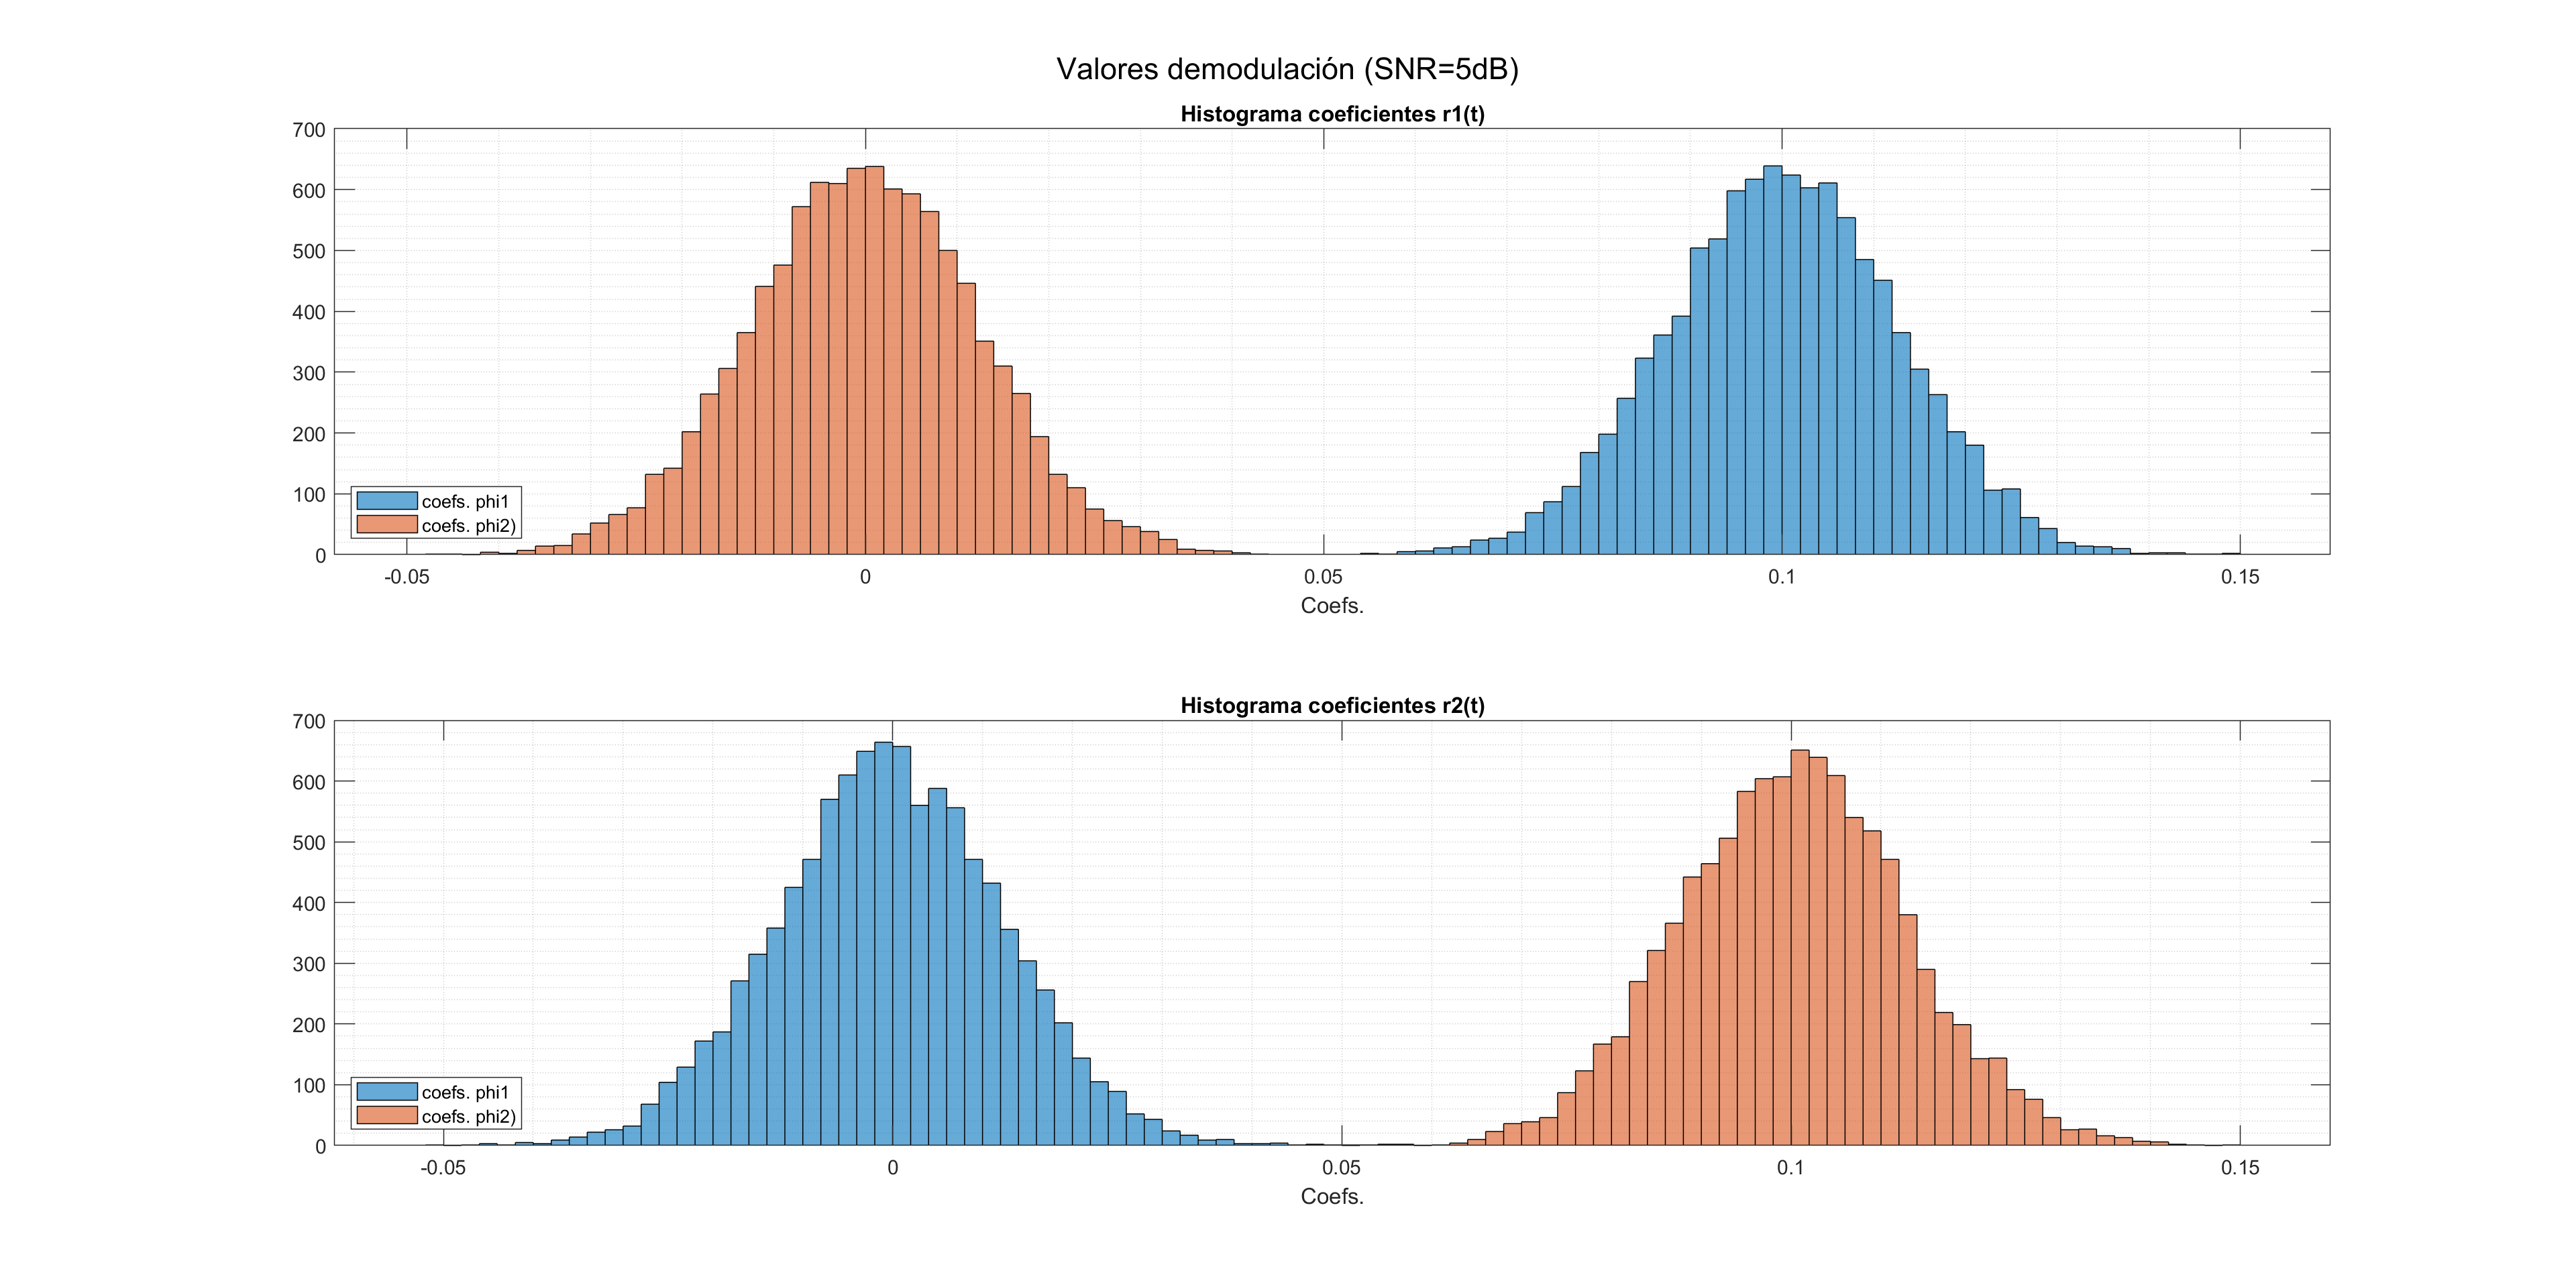 Valores demodulación (SNR=5dB)
Histograma coeficientes r1(t)
700
600
500
400
300
200
100
0
coefs. phi1
coefs. phi2)
-0.05 0 0.05 0.1 0.15
Coefs.
Histograma coeficientes r2(t)
700
600
500
400
300
200
100
0
coefs. phi1
coefs. phi2)
-0.05 0 0.05 0.1 0.15
Coefs.